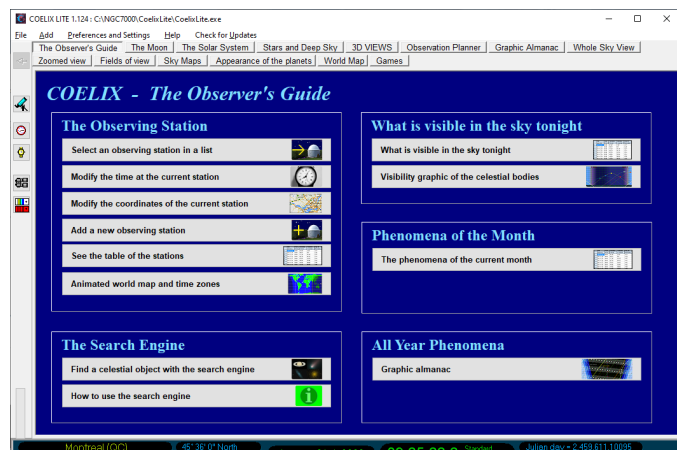 COELIX LITE 1.124 : C:\NGC7000\CoelixLite\CoelixLite.exe
File Add Preferences and Settings Help Check for Updates
The Observer's Guide The Moon The Solar System Stars and Deep Sky 3D VIEWS Observation Planner Graphic Almanac Whole Sky View
Zoomed view Fields of view Sky Maps Appearance of the planets World Map Games
COELIX - The Observer's Guide
The Observing Station
Select an observing station in a list
Modify the time at the current station
Modify the coordinates of the current station
Add a new observing station
See the table of the stations
Animated world map and time zones
The Search Engine
Find a celestial object with the search engine
How to use the search engine
What is visible in the sky tonight
What is visible in the sky tonight
Visibility graphic of the celestial bodies
Phenomena of the Month
The phenomena of the current month
All Year Phenomena
Graphic almanac
Montreal (QC) 45°36' 0" North Standard Julian day = 2 459 611.10095